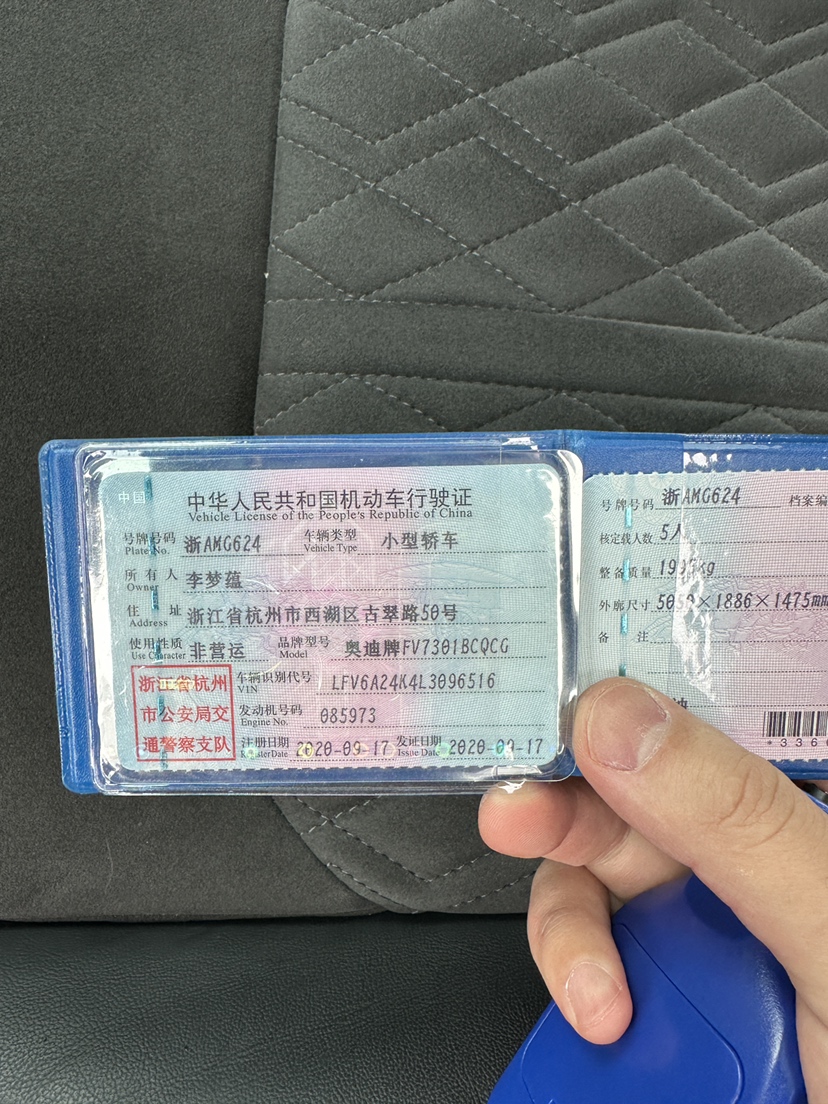 中国
中华人民共和国机动车行驶证
Vehicle License of the People's Republic of China
号牌号码 浙AMG624 车辆类型 小型轿车
Plate No. Vehicle Type
所有人 李梦蕴
Owner
住址 浙江省杭州市西湖区古翠路50号
Address
使用性质 非营运 品牌型号 奥迪牌FV7301BCQCG
Use Character Model
浙江省杭州
市公安局交
通警察支队
车辆识别代号 LFV6A24K4L3096516
VIN
发动机号码 085973
Engine No.
注册日期 2020-09-17 发证日期 2020-09-17
Register Date Issue Date
号牌号码 浙AMG624 档案编
核定载人数 5人
整备质量
外廓尺寸 5050×1886×1475mm
备注